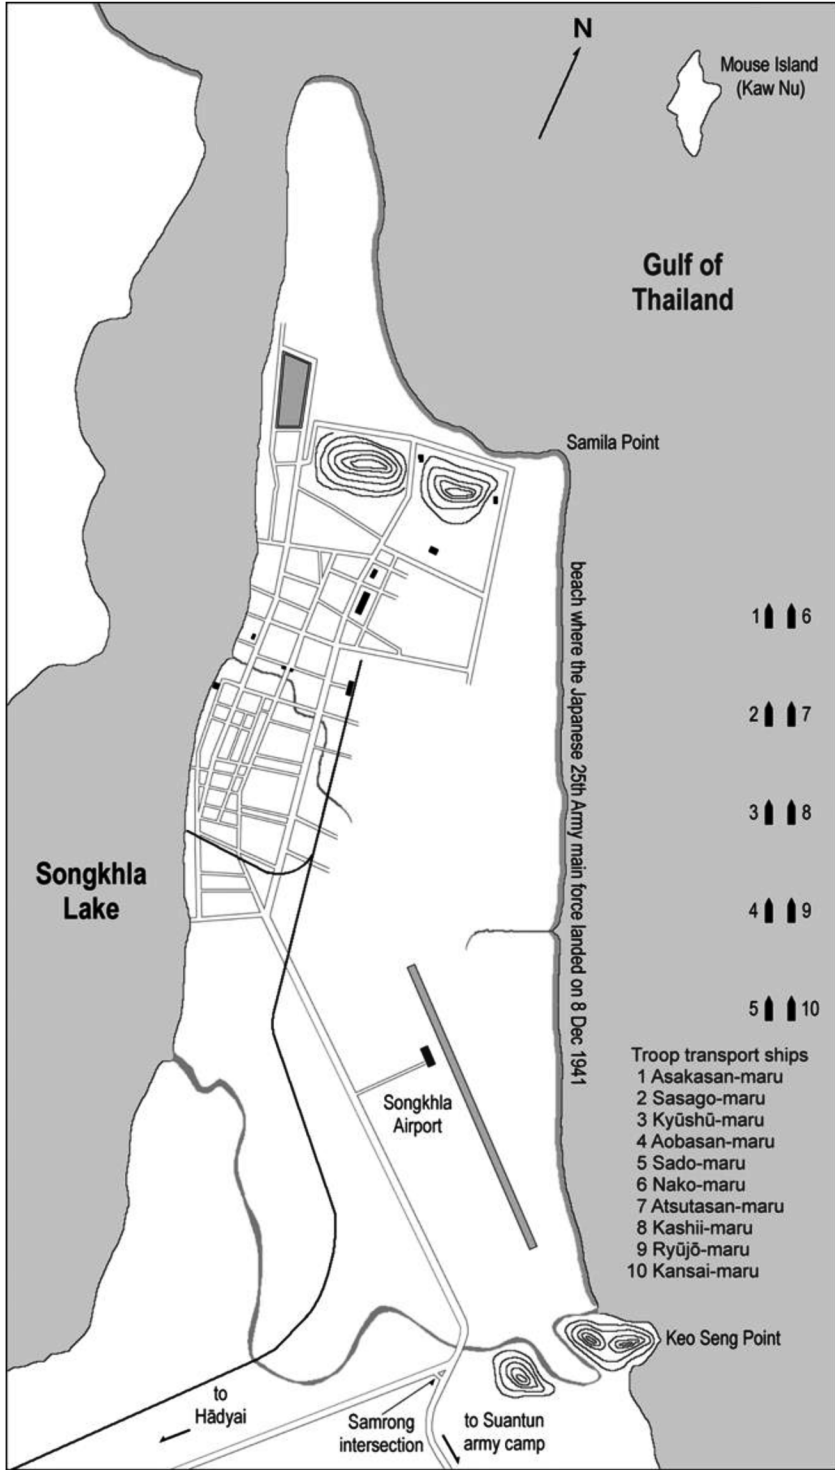 N
Mouse Island
(Kaw Nu)
Gulf of
Thailand
Samila Point
beach where the Japanese 25th Army main force landed on 8 Dec 1941
1 6
2 7
3 8
4 9
5 10
Songkhla
Lake
Troop transport ships
1 Asakasan-maru
2 Sasago-maru
3 Kyūshū-maru
4 Aobasan-maru
5 Sado-maru
6 Nako-maru
7 Atsutasan-maru
8 Kashii-maru
9 Ryūjō-maru
10 Kansai-maru
Songkhla
Airport
Keo Seng Point
to
Hādyai
Samrong
intersection
to Suantun
army camp